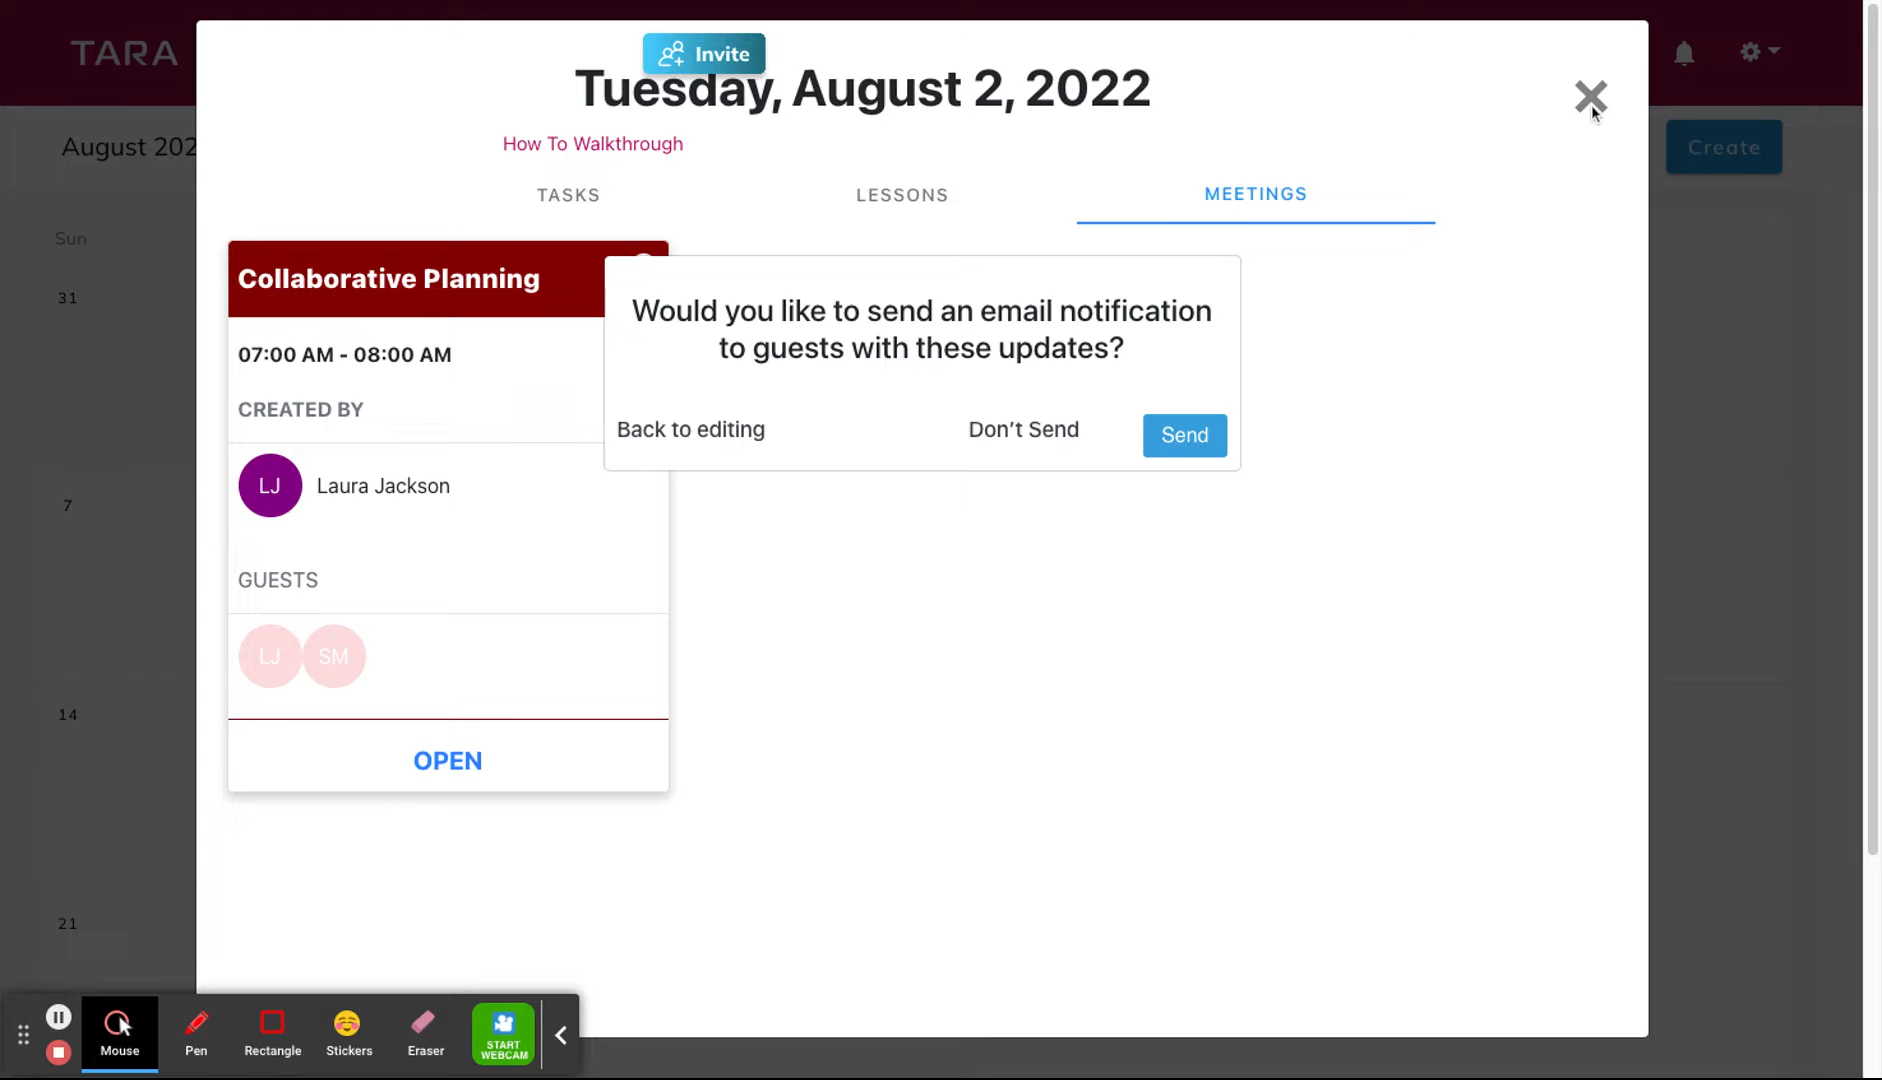 TARA
Invite
Tuesday, August 2, 2022
How To Walkthrough
August 202
Create
TASKS
LESSONS
MEETINGS
Sun
31
7
14
21
Collaborative Planning
07:00 AM - 08:00 AM
CREATED BY
LJ
Laura Jackson
GUESTS
LJ
SM
OPEN
Would you like to send an email notification
to guests with these updates?
Back to editing
Don't Send
Send
Mouse
Pen
Rectangle
Stickers
Eraser
START
WEBCAM